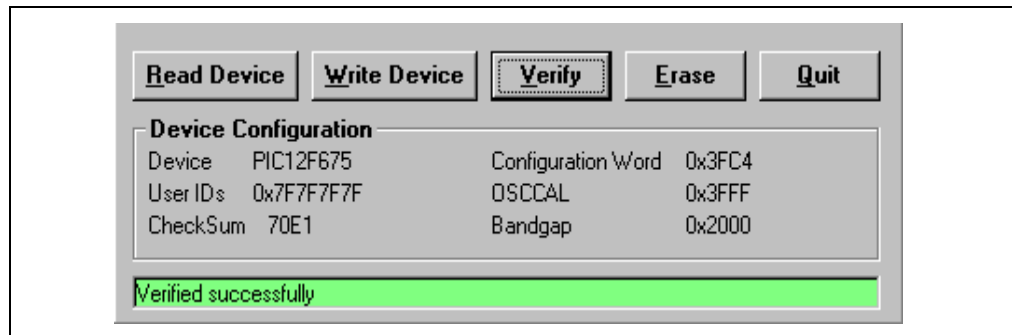 Read Device Write Device Verify Erase Quit
Device Configuration
Device PIC12F675 Configuration Word 0x3FC4
User IDs 0x7F7F7F7F OSCCAL 0x3FFF
CheckSum 70E1 Bandgap 0x2000
Verified successfully